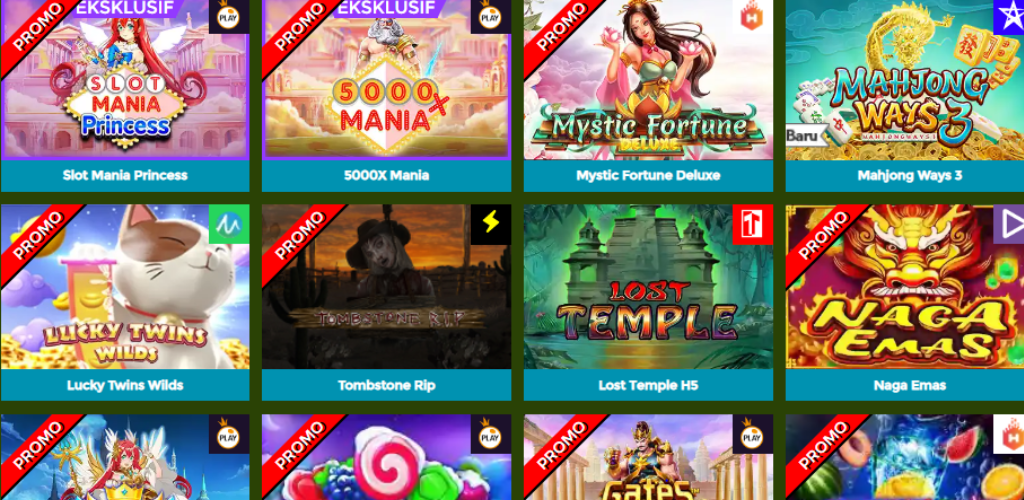 PROMO
EKSKLUSIF
PLAY
SLOT
MANIA
Princess
Slot Mania Princess
PROMO
EKSKLUSIF
PLAY
5000X
MANIA
5000X Mania
PROMO
H
Mystic Fortune
DELUXE
Mystic Fortune Deluxe
MAHJONG
WAYS 3
MAHJONGWAYS3
Baru
Mahjong Ways 3
PROMO
LUCKY TWINS
WILDS
Lucky Twins Wilds
PROMO
TOMBSTONE R.I.P
Tombstone Rip
LOST
TEMPLE
Lost Temple H5
PROMO
NAGA
EMAS
Naga Emas
PROMO
PLAY
PROMO
PLAY
PROMO
PLAY
GATES
PROMO
H